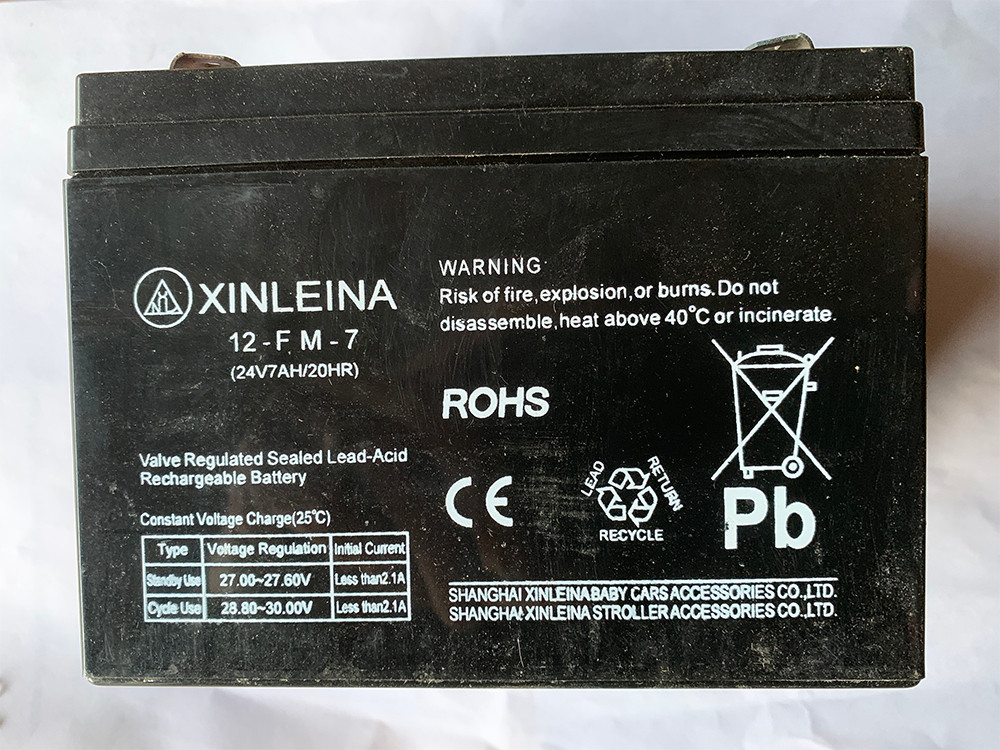 XINLEINA
12-FM-7
(24V7AH/20HR)
WARNING
Risk of fire,explosion,or burns.Do not
disassemble,heat above 40°C or incinerate.
ROHS
Valve Regulated Sealed Lead-Acid
Rechargeable Battery
Constant Voltage Charge(25℃)
Type Voltage Regulation Initial Current
Standby Use 27.00~27.60V Less than2.1A
Cycle Use 28.80~30.00V Less than2.1A
CE
LEAD RETURN
RECYCLE
Pb
SHANGHAI XINLEINABABY CARS ACCESSORIES CO.,LTD.
SHANGHAI XINLEINA STROLLER ACCESSORIES CO.,LTD.